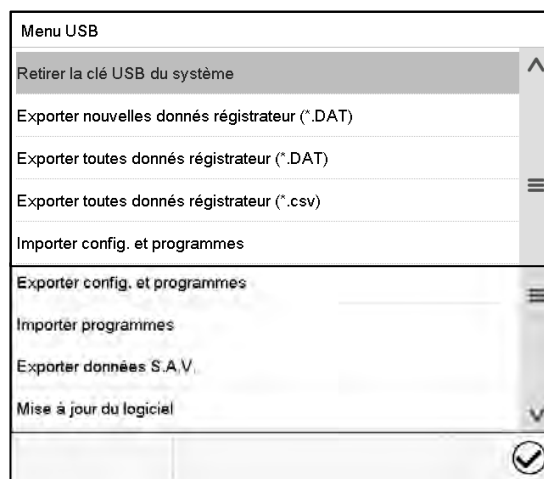 Menu USB
Retirer la clé USB du système
Exporter nouvelles donnés régistrateur (*.DAT)
Exporter toutes donnés régistrateur (*.DAT)
Exporter toutes donnés régistrateur (*.csv)
Importer config. et programmes
Exporter config. et programmes
Importer programmes
Exporter données S.A.V.
Mise à jour du logiciel